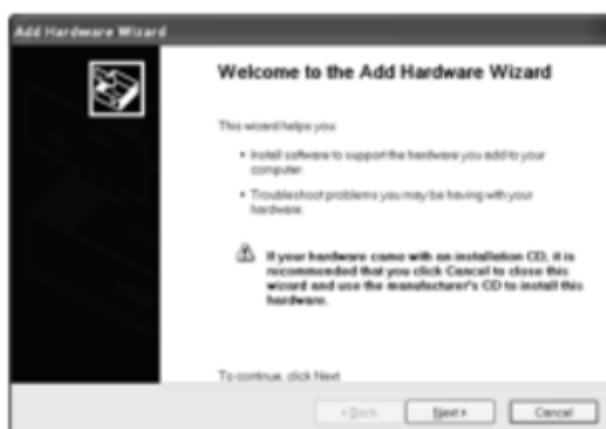 Add Hardware Wizard
Welcome to the Add Hardware Wizard
This wizard helps you:
• Install software to support the hardware you add to your
computer.
• Troubleshoot problems you may be having with your
hardware.
If your hardware came with an installation CD, it is
recommended that you click Cancel to close this
wizard and use the manufacturer's CD to install this
hardware.
To continue, click Next
< Back Next > Cancel